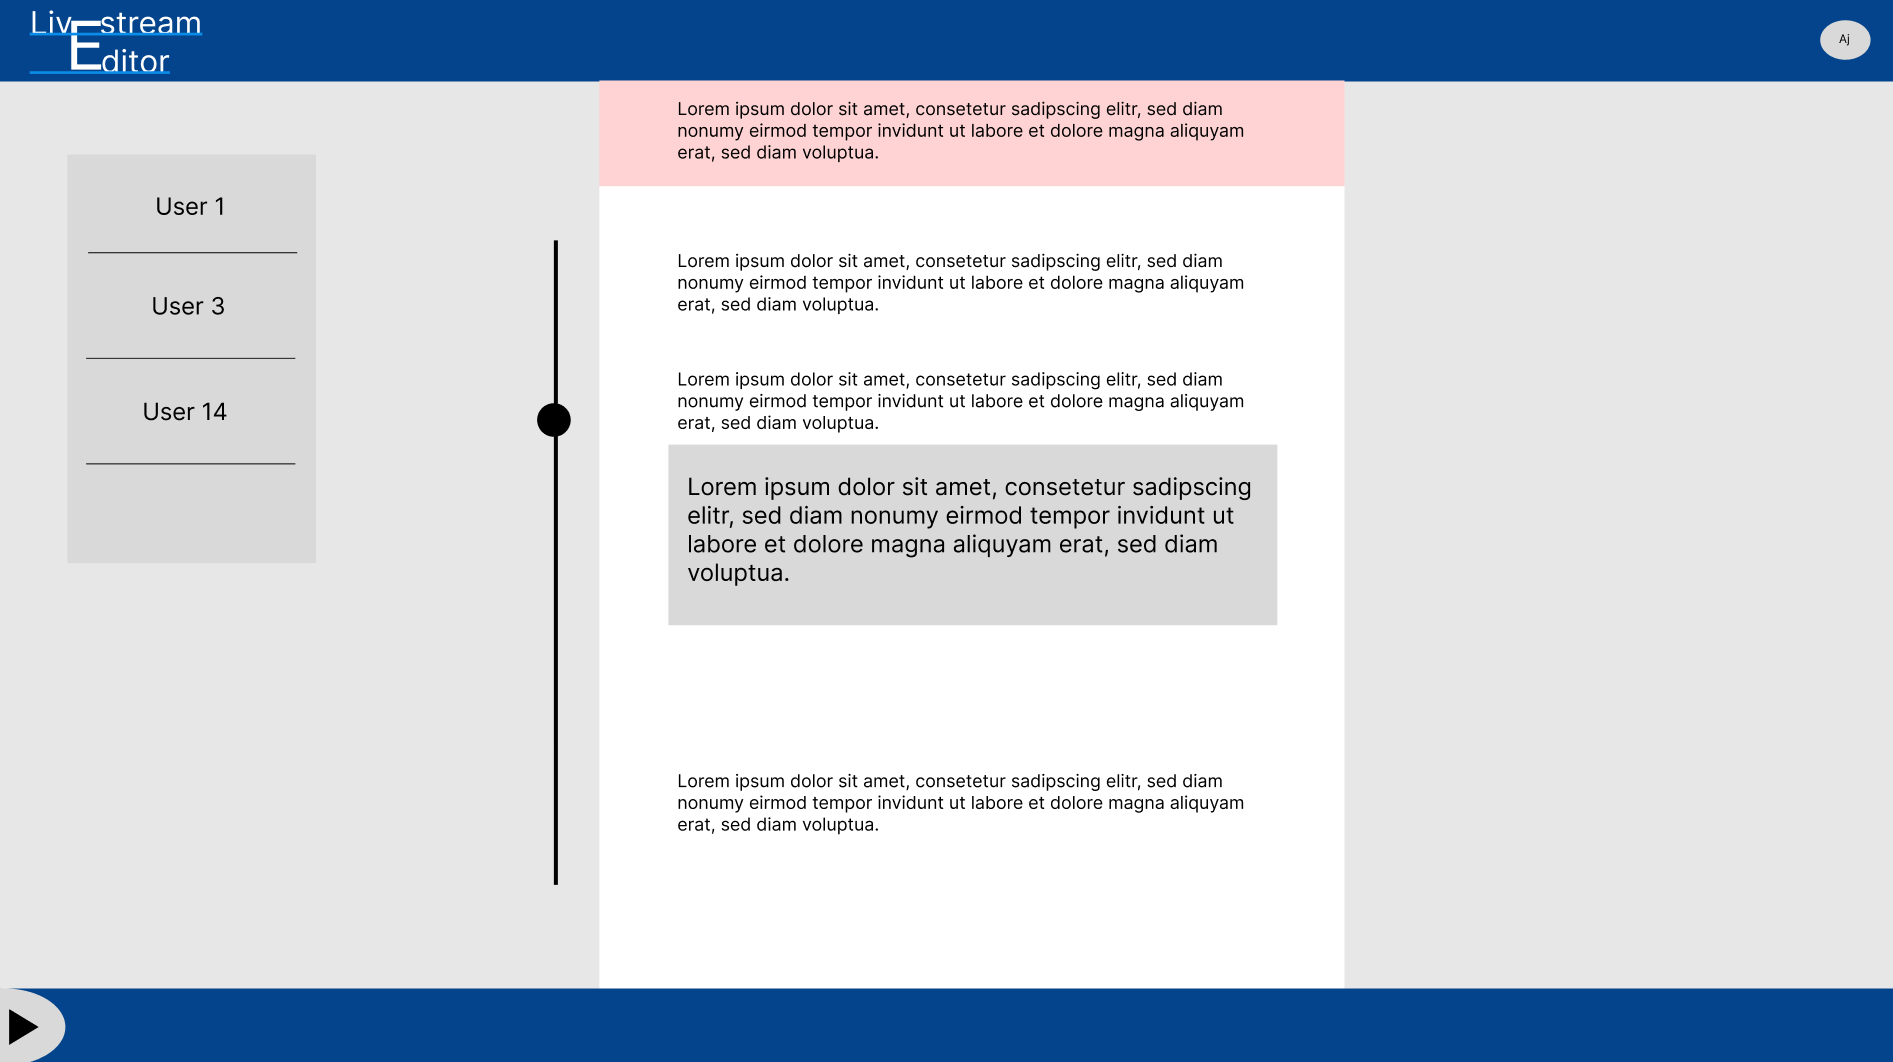 Livestream
Editor
Aj
User 1
User 3
User 14
Lorem ipsum dolor sit amet, consetetur sadipscing elitr, sed diam
nonumy eirmod tempor invidunt ut labore et dolore magna aliquyam
erat, sed diam voluptua.
Lorem ipsum dolor sit amet, consetetur sadipscing elitr, sed diam
nonumy eirmod tempor invidunt ut labore et dolore magna aliquyam
erat, sed diam voluptua.
Lorem ipsum dolor sit amet, consetetur sadipscing elitr, sed diam
nonumy eirmod tempor invidunt ut labore et dolore magna aliquyam
erat, sed diam voluptua.
Lorem ipsum dolor sit amet, consetetur sadipscing
elitr, sed diam nonumy eirmod tempor invidunt ut
labore et dolore magna aliquyam erat, sed diam
voluptua.
Lorem ipsum dolor sit amet, consetetur sadipscing elitr, sed diam
nonumy eirmod tempor invidunt ut labore et dolore magna aliquyam
erat, sed diam voluptua.